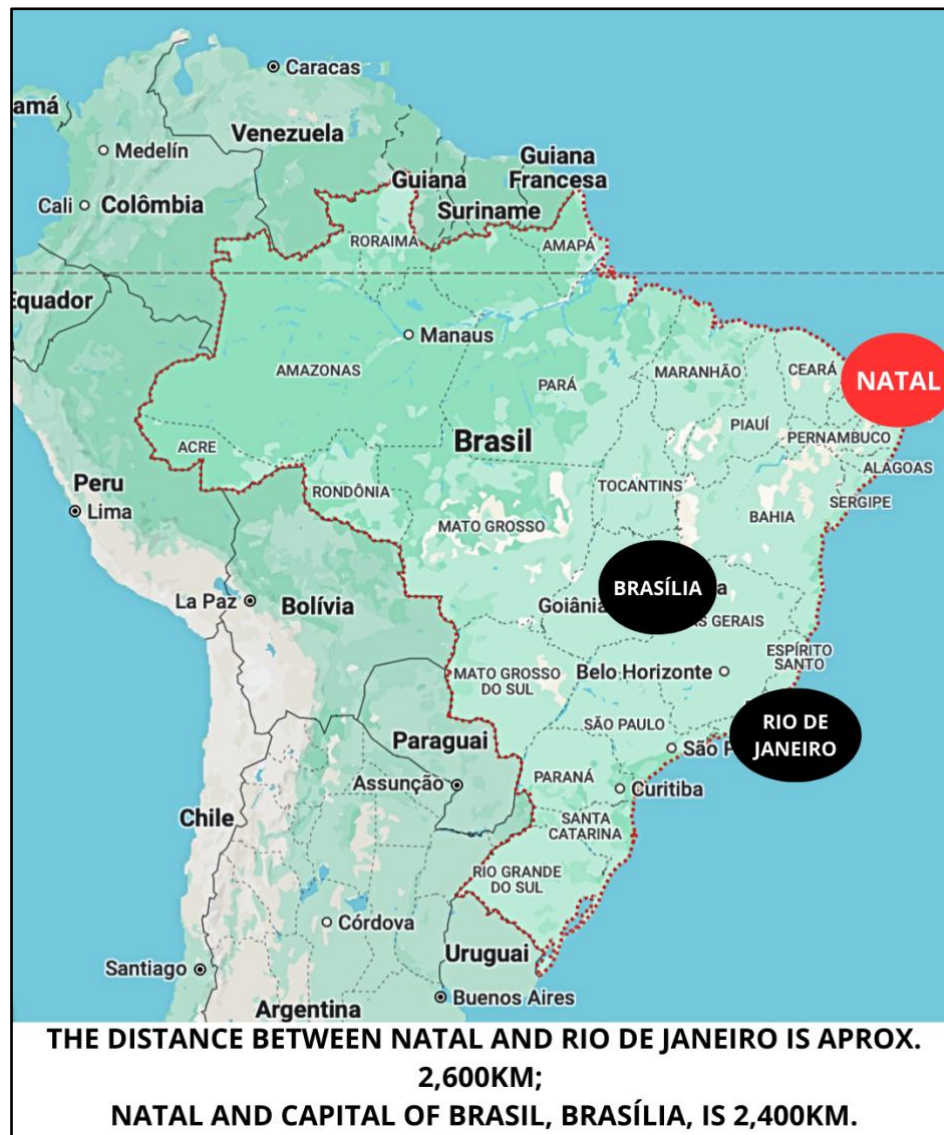 Caracas
amá
Venezuela
Medellín
Guiana
Guiana
Francesa
Cali
Colômbia
Suriname
RORAIMA
AMAPÁ
Equador
Manaus
AMAZONAS
PARÁ
MARANHÃO
CEARÁ
NATAL
PIAUÍ
Brasil
PERNAMBUCO
ACRE
ALAGOAS
Peru
RONDÔNIA
TOCANTINS
SERGIPE
Lima
MATO GROSSO
BAHIA
BRASÍLIA
a
La Paz
Bolívia
Goiânia
AS GERAIS
ESPÍRITO
SANTO
MATO GROSSO
DO SUL
Belo Horizonte
RIO DE
JANEIRO
SÃO PAULO
Paraguai
São P
Assunção
PARANÁ
Curitiba
Chile
SANTA
CATARINA
RIO GRANDE
DO SUL
Córdova
Uruguai
Santiago
Buenos Aires
Argentina
THE DISTANCE BETWEEN NATAL AND RIO DE JANEIRO IS APROX.
2,600KM;
NATAL AND CAPITAL OF BRASIL, BRASÍLIA, IS 2,400KM.